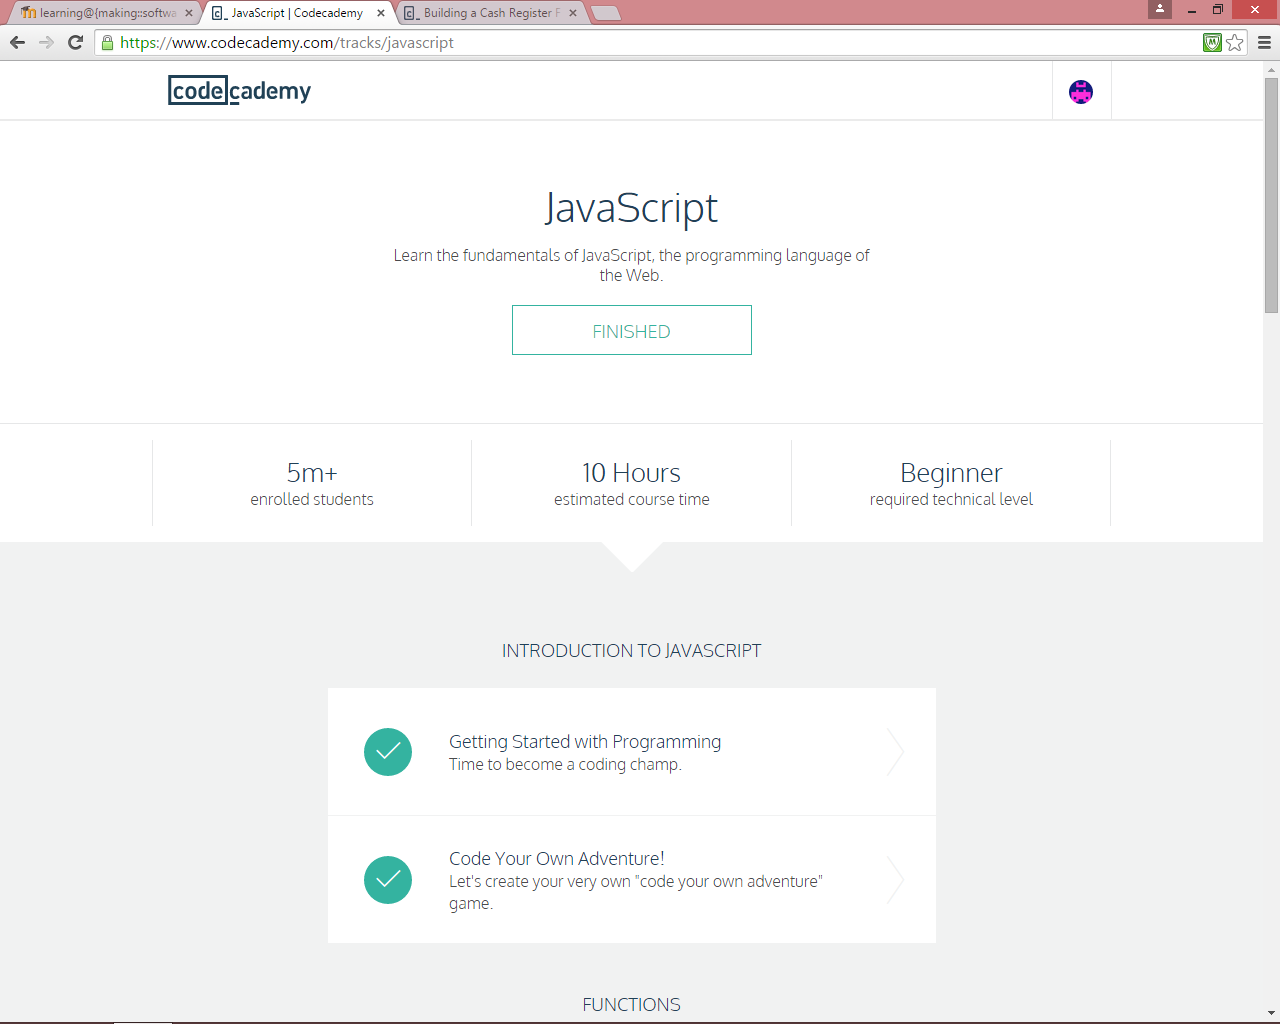 learning@{making::softwa
JavaScript | Codecademy
Building a Cash Register F
https://www.codecademy.com/tracks/javascript
codecademy
JavaScript
Learn the fundamentals of JavaScript, the programming language of
the Web.
FINISHED
5m+
enrolled students
10 Hours
estimated course time
Beginner
required technical level
INTRODUCTION TO JAVASCRIPT
Getting Started with Programming
Time to become a coding champ.
Code Your Own Adventure!
Let's create your very own "code your own adventure"
game.
FUNCTIONS